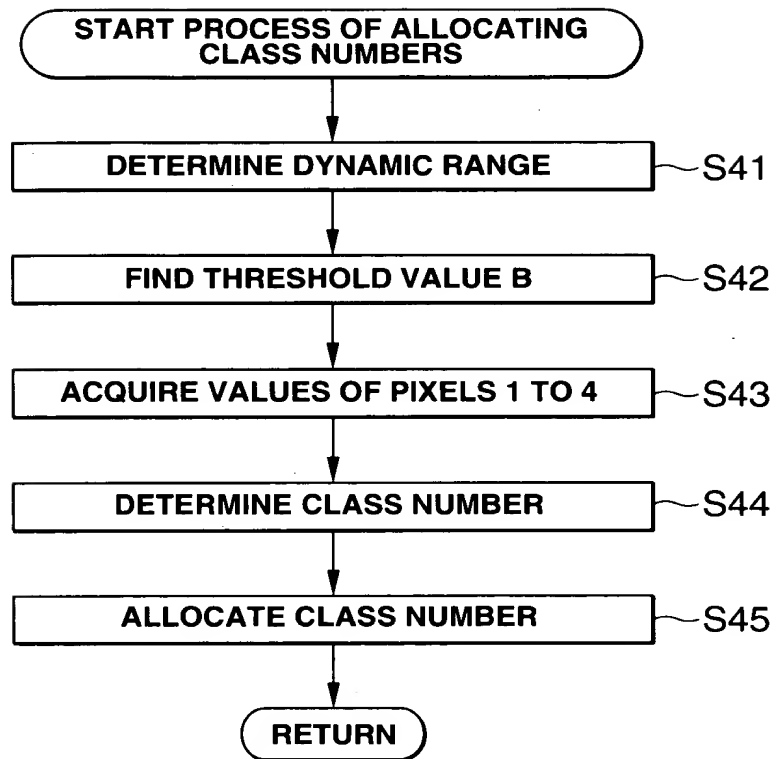 START PROCESS OF ALLOCATING
CLASS NUMBERS
DETERMINE DYNAMIC RANGE
S41
FIND THRESHOLD VALUE B
S42
ACQUIRE VALUES OF PIXELS 1 TO 4
S43
DETERMINE CLASS NUMBER
S44
ALLOCATE CLASS NUMBER
S45
RETURN